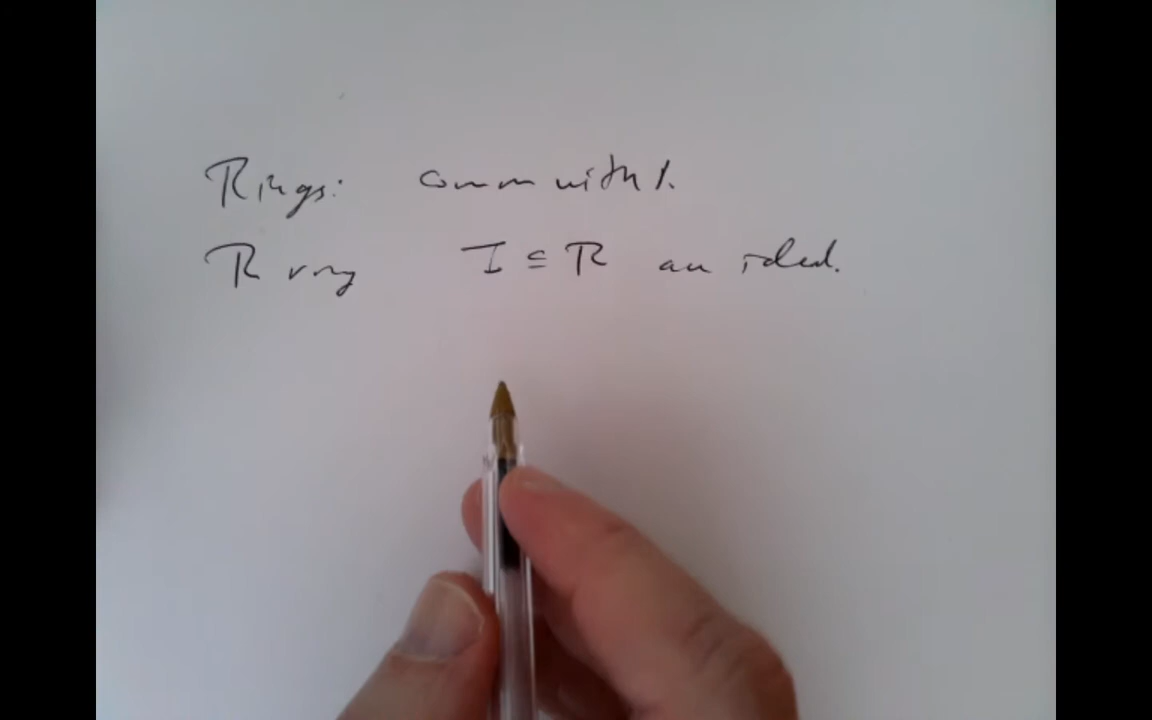 Rings: comm with 1.
R ring I ⊆ R an ideal.